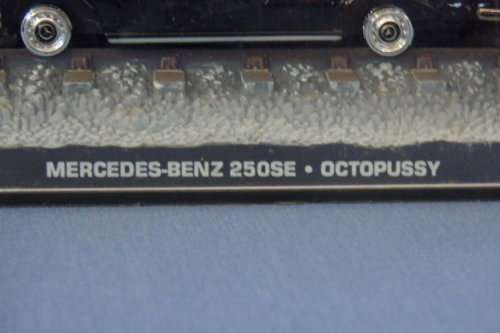 MERCEDES-BENZ 250SE • OCTOPUSSY